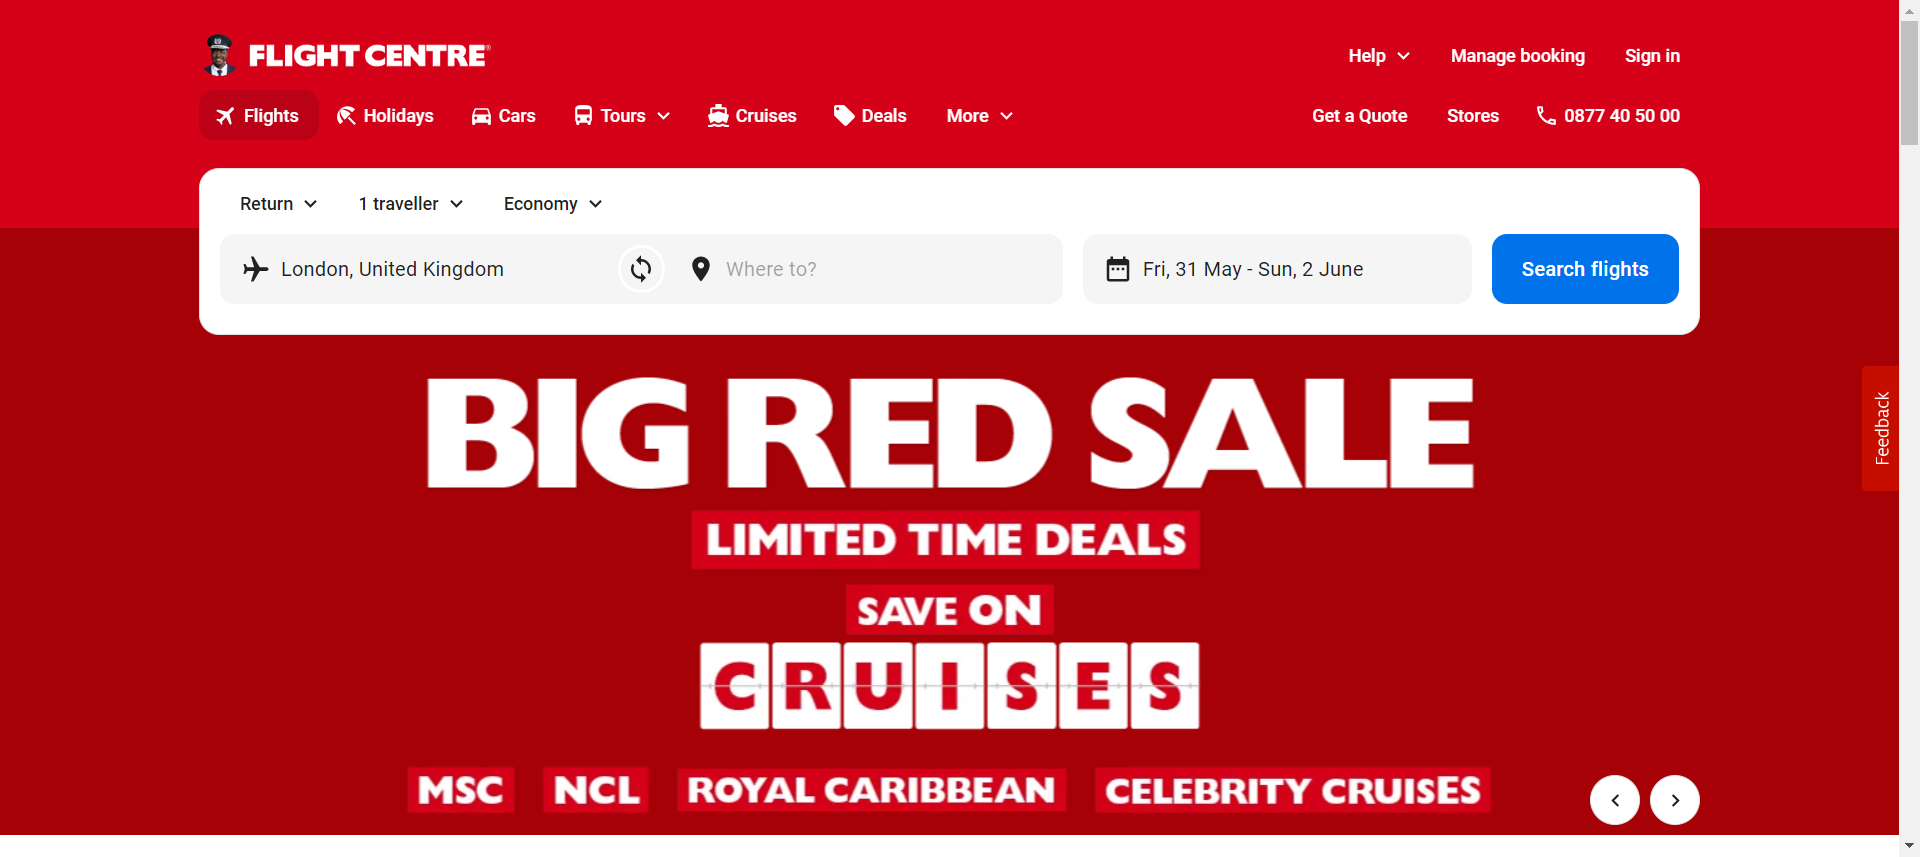 FLIGHT CENTRE®
Help
Manage booking
Sign in
Flights
Holidays
Cars
Tours
Cruises
Deals
More
Get a Quote
Stores
0877 40 50 00
Return
1 traveller
Economy
London, United Kingdom
Where to?
Fri, 31 May - Sun, 2 June
Search flights
BIG RED SALE
LIMITED TIME DEALS
SAVE ON
CRUISES
MSC
NCL
ROYAL CARIBBEAN
CELEBRITY CRUISES
Feedback